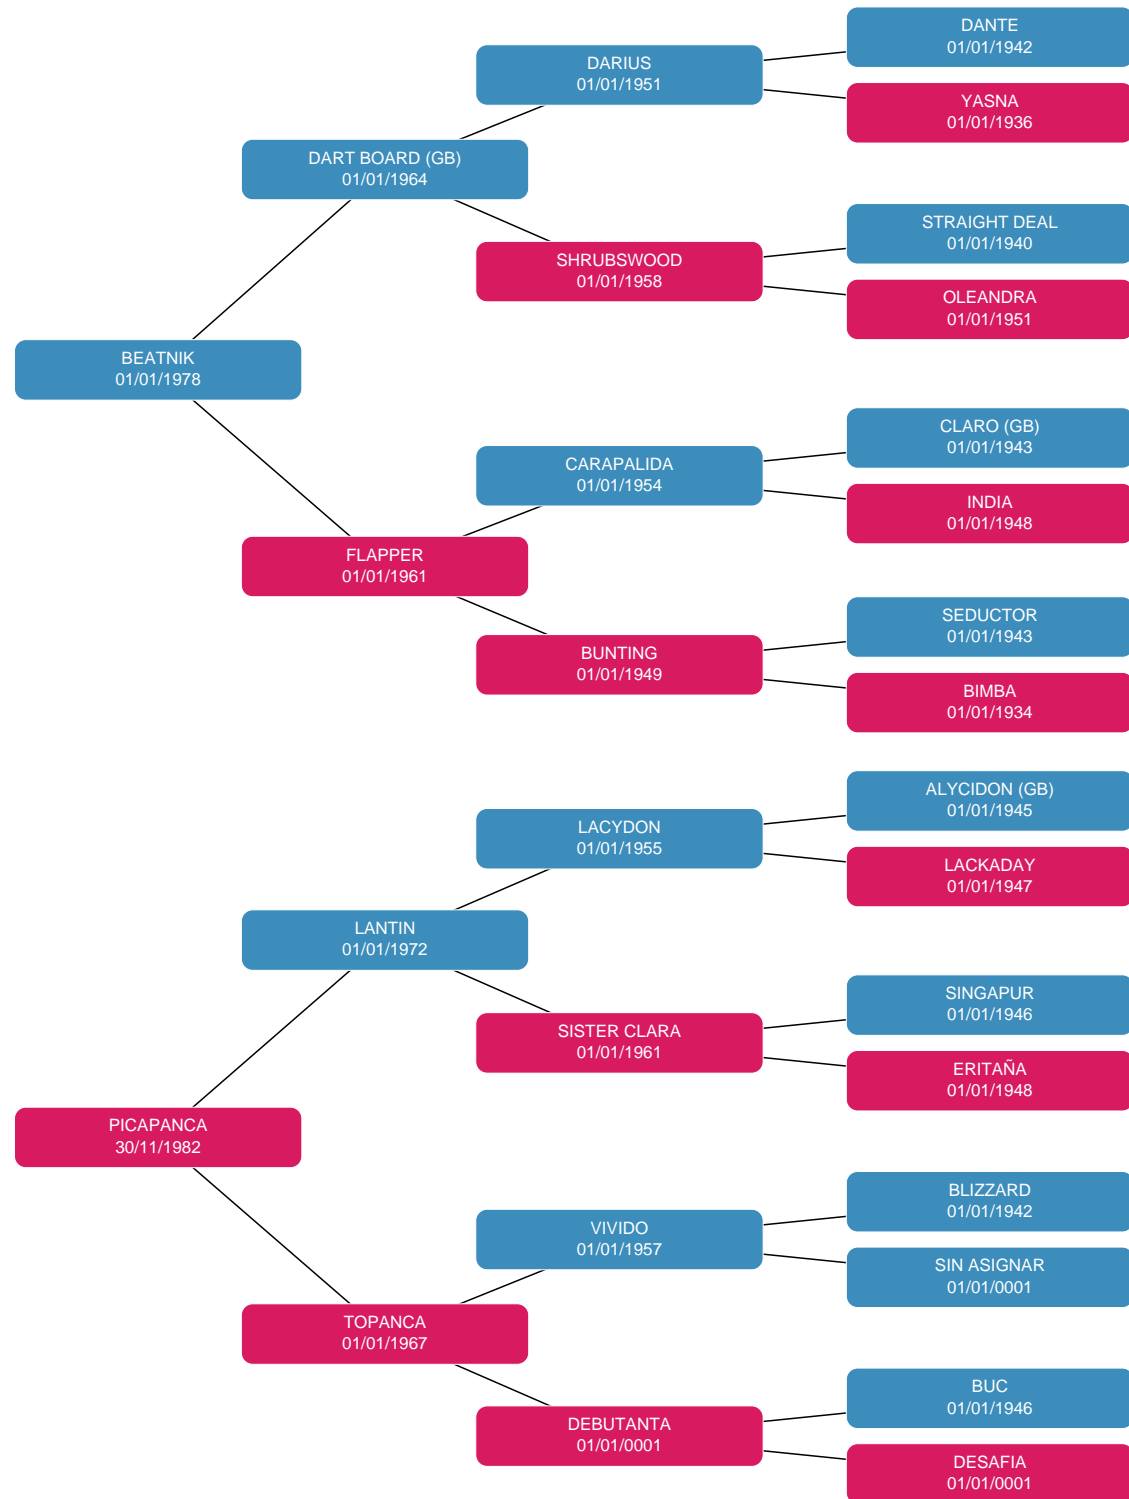 DANTE
01/01/1942
DARIUS
01/01/1951
YASNA
01/01/1936
DART BOARD (GB)
01/01/1964
STRAIGHT DEAL
01/01/1940
SHRUBSWOOD
01/01/1958
OLEANDRA
01/01/1951
BEATNIK
01/01/1978
CLARO (GB)
01/01/1943
CARAPALIDA
01/01/1954
INDIA
01/01/1948
FLAPPER
01/01/1961
SEDUCTOR
01/01/1943
BUNTING
01/01/1949
BIMBA
01/01/1934
ALYCIDON (GB)
01/01/1945
LACYDON
01/01/1955
LACKADAY
01/01/1947
LANTIN
01/01/1972
SINGAPUR
01/01/1946
SISTER CLARA
01/01/1961
ERITAÑA
01/01/1948
PICAPANCA
30/11/1982
BLIZZARD
01/01/1942
VIVIDO
01/01/1957
SIN ASIGNAR
01/01/0001
TOPANCA
01/01/1967
BUC
01/01/1946
DEBUTANTA
01/01/0001
DESAFIA
01/01/0001